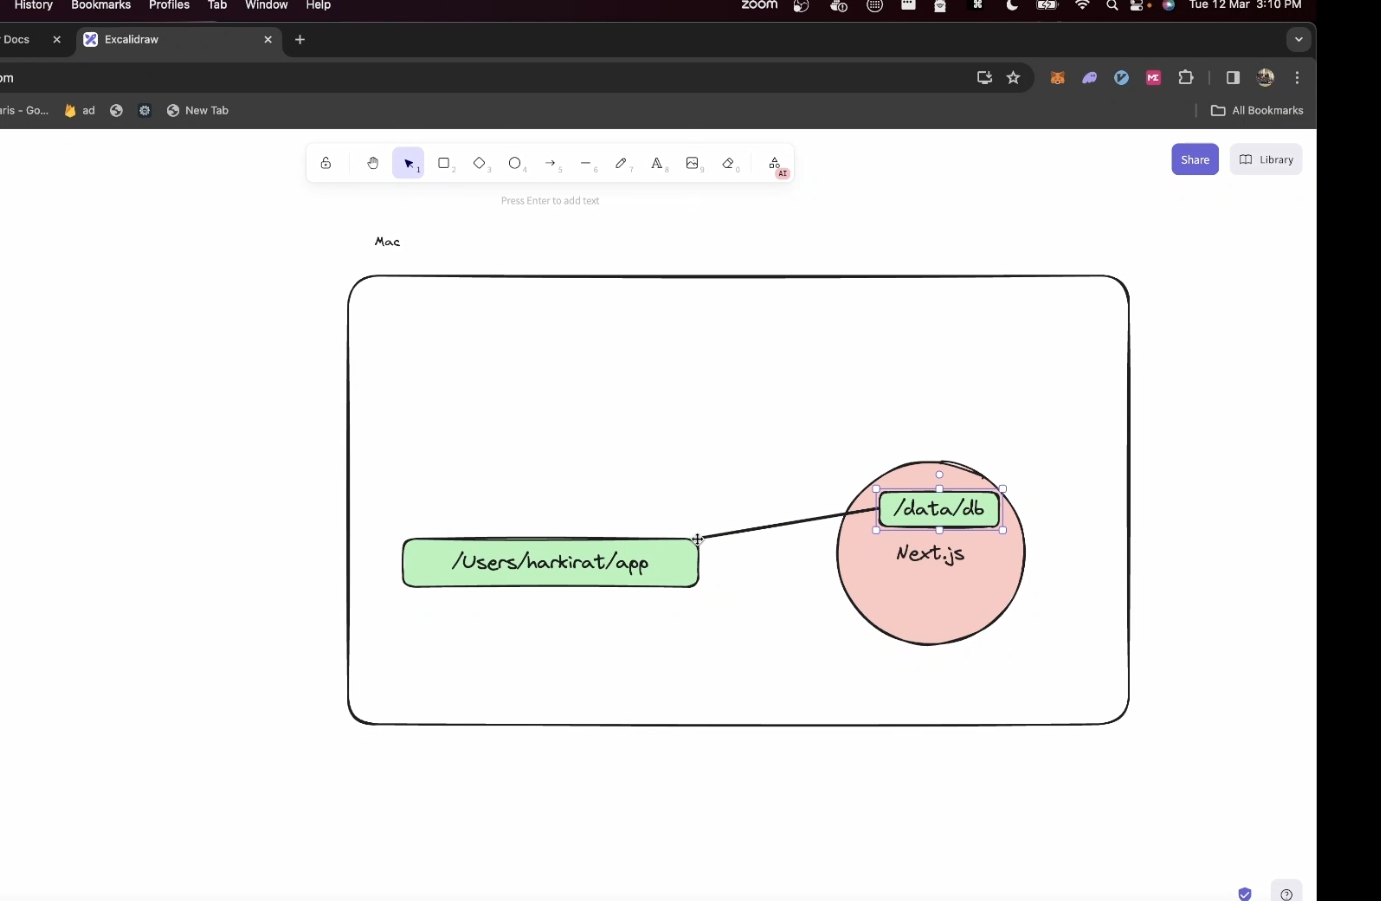 History Bookmarks Profiles Tab Window Help zoom Tue 12 Mar 3:10 PM
Docs Excalidraw
om
aris - Go... ad New Tab All Bookmarks
1 2 3 4 5 6 7 8 9 0 AI
Share Library
Press Enter to add text
Mac
/data/db
Next.js
/Users/harkirat/app